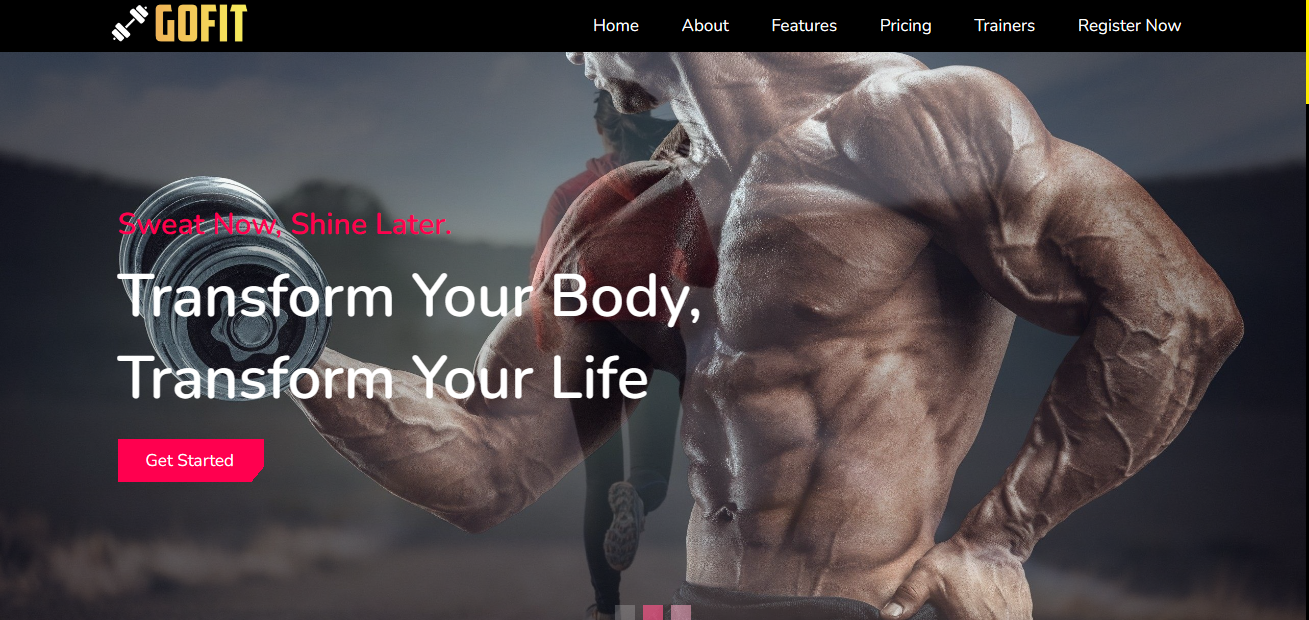 GOFIT
Home About Features Pricing Trainers Register Now
Sweat Now, Shine Later.
Transform Your Body,
Transform Your Life
Get Started